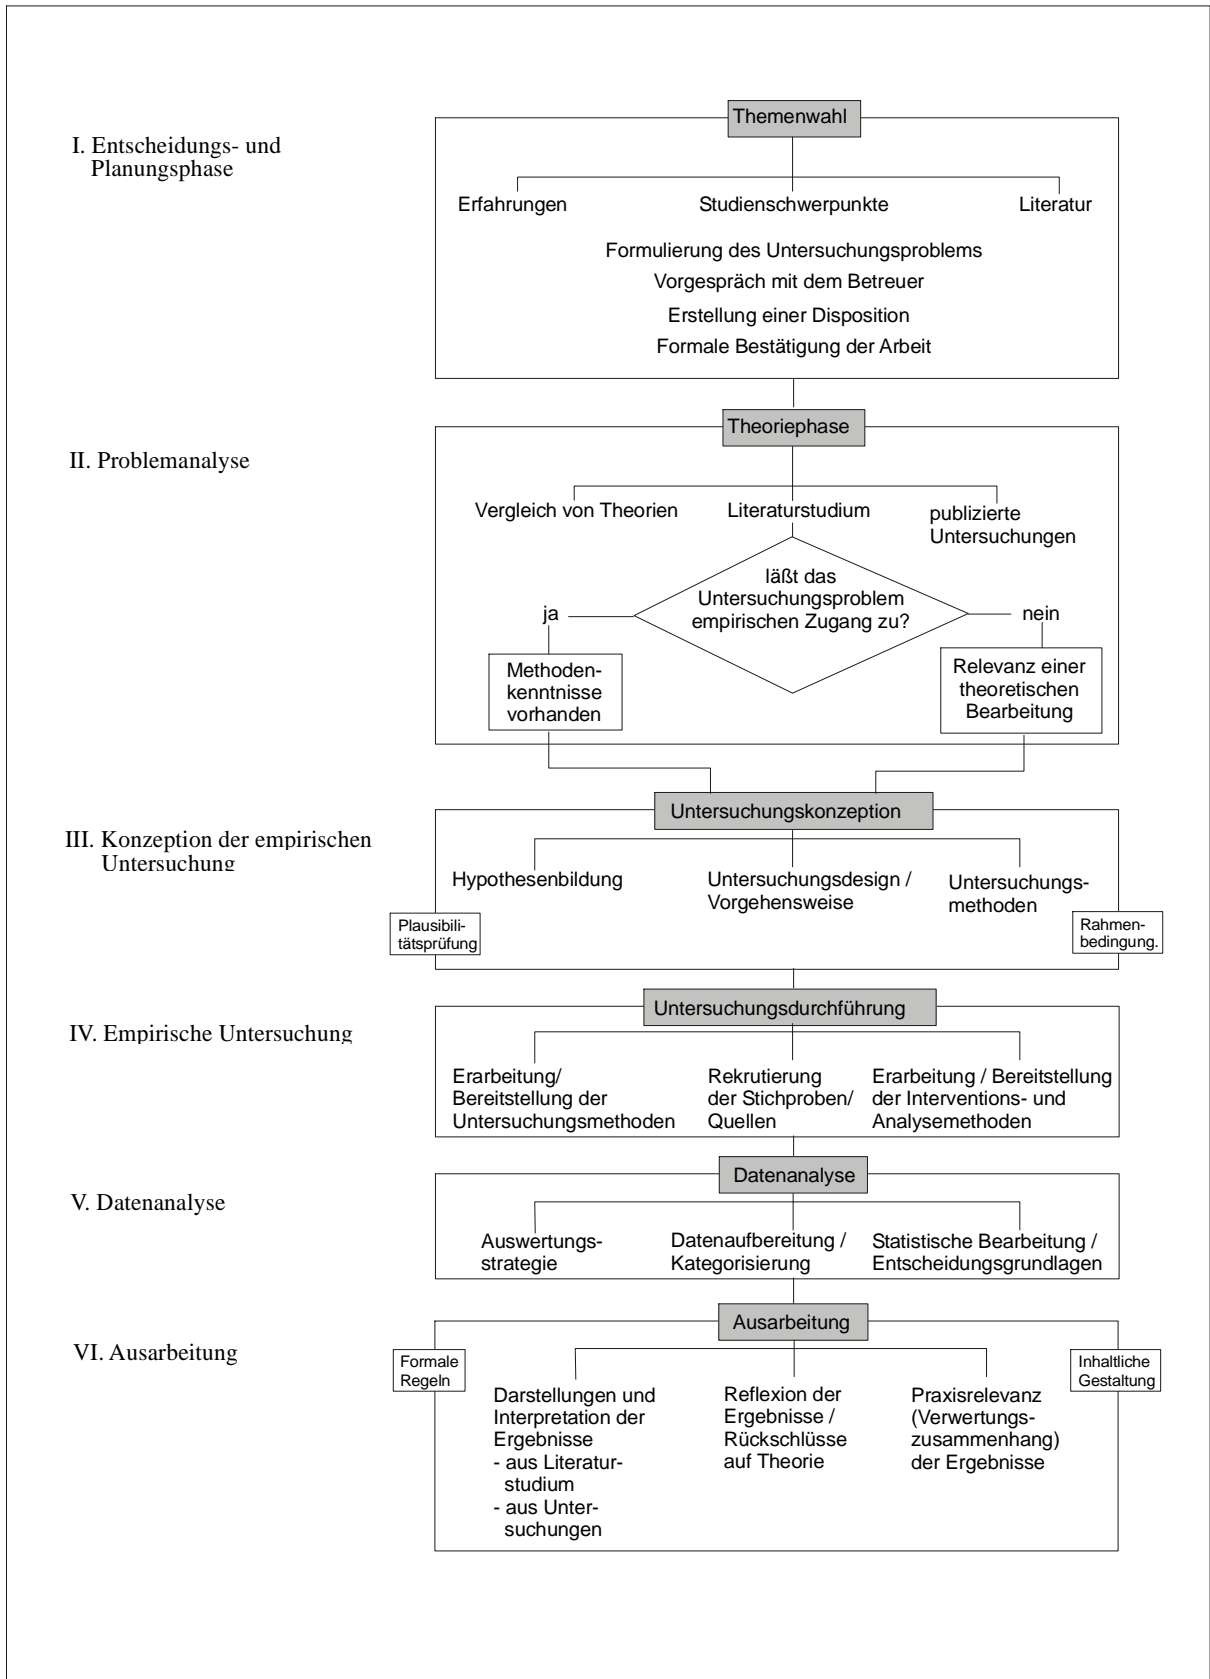 Themenwahl
I. Entscheidungs- und
Planungsphase
Erfahrungen
Studienschwerpunkte
Literatur
Formulierung des Untersuchungsproblems
Vorgespräch mit dem Betreuer
Erstellung einer Disposition
Formale Bestätigung der Arbeit
Theoriephase
II. Problemanalyse
Vergleich von Theorien
Literaturstudium
publizierte
Untersuchungen
läßt das
Untersuchungsproblem
empirischen Zugang zu?
ja
nein
Methoden-
kenntnisse
vorhanden
Relevanz einer
theoretischen
Bearbeitung
Untersuchungskonzeption
III. Konzeption der empirischen
Untersuchung
Hypothesenbildung
Untersuchungsdesign /
Vorgehensweise
Untersuchungs-
methoden
Plausibili-
tätsprüfung
Rahmen-
bedingung.
Untersuchungsdurchführung
IV. Empirische Untersuchung
Erarbeitung/
Bereitstellung der
Untersuchungsmethoden
Rekrutierung
der Stichproben/
Quellen
Erarbeitung / Bereitstellung
der Interventions- und
Analysemethoden
Datenanalyse
V. Datenanalyse
Auswertungs-
strategie
Datenaufbereitung /
Kategorisierung
Statistische Bearbeitung /
Entscheidungsgrundlagen
Ausarbeitung
VI. Ausarbeitung
Formale
Regeln
Inhaltliche
Gestaltung
Darstellungen und
Interpretation der
Ergebnisse
- aus Literatur-
studium
- aus Unter-
suchungen
Reflexion der
Ergebnisse /
Rückschlüsse
auf Theorie
Praxisrelevanz
(Verwertungs-
zusammenhang)
der Ergebnisse